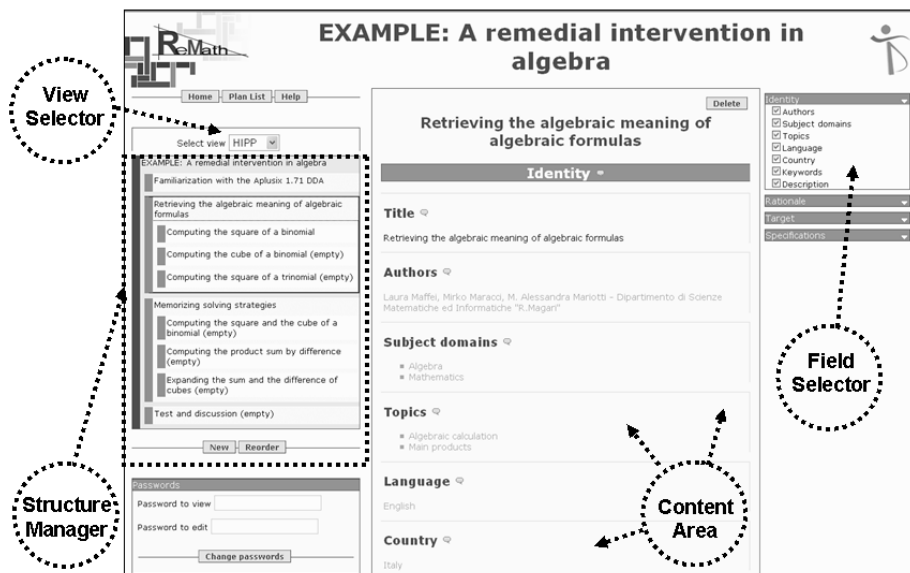 ReMath
EXAMPLE: A remedial intervention in
algebra
View
Selector
Home
Plan List
Help
Select view HIPP
EXAMPLE: A remedial intervention in algebra
Familiarization with the Aplusix 1.71 DDA
Retrieving the algebraic meaning of algebraic
formulas
Computing the square of a binomial
Computing the cube of a binomial (empty)
Computing the square of a trinomial (empty)
Memorizing solving strategies
Computing the square and the cube of a
binomial (empty)
Computing the product sum by difference
(empty)
Expanding the sum and the difference of
cubes (empty)
Test and discussion (empty)
New
Reorder
Structure
Manager
Passwords
Password to view
Password to edit
Change passwords
Delete
Retrieving the algebraic meaning of
algebraic formulas
Identity
Title
Retrieving the algebraic meaning of algebraic formulas
Authors
Laura Maffei, Mirko Maracci, M. Alessandra Mariotti - Dipartimento di Scienze
Matematiche ed Informatiche "R.Magari"
Subject domains
Algebra
Mathematics
Topics
Algebraic calculation
Main products
Language
English
Country
Italy
Content
Area
Identity
Authors
Subject domains
Topics
Language
Country
Keywords
Description
Rationale
Target
Specifications
Field
Selector